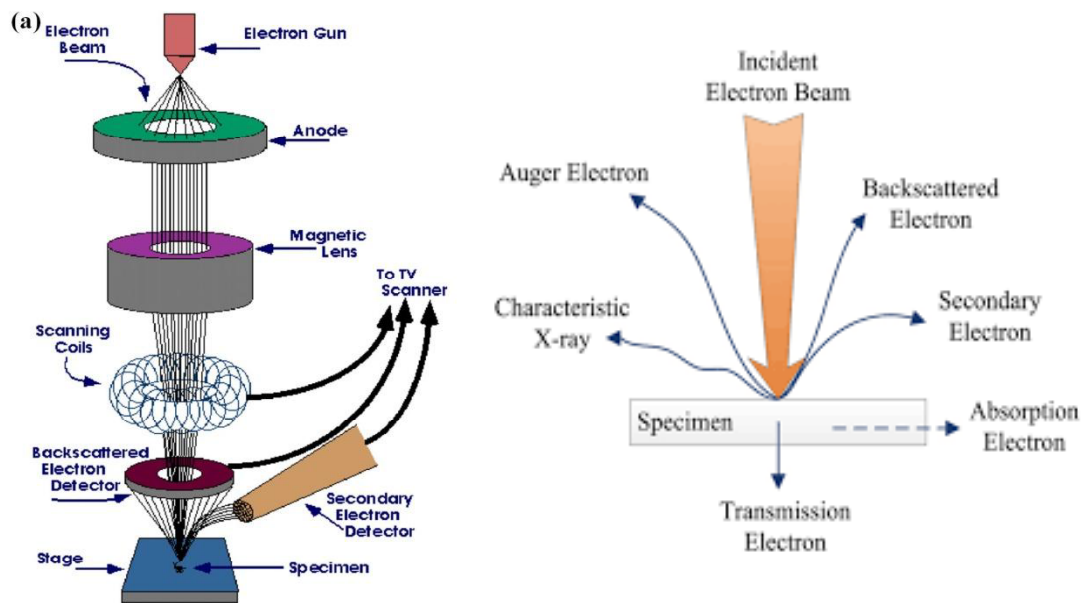 (a)
Electron
Beam
Electron Gun
Anode
Magnetic
Lens
To TV
Scanner
Scanning
Coils
Backscattered
Electron
Detector
Secondary
Electron
Detector
Stage
Specimen
Incident
Electron Beam
Auger Electron
Backscattered
Electron
Characteristic
X-ray
Secondary
Electron
Specimen
Absorption
Electron
Transmission
Electron